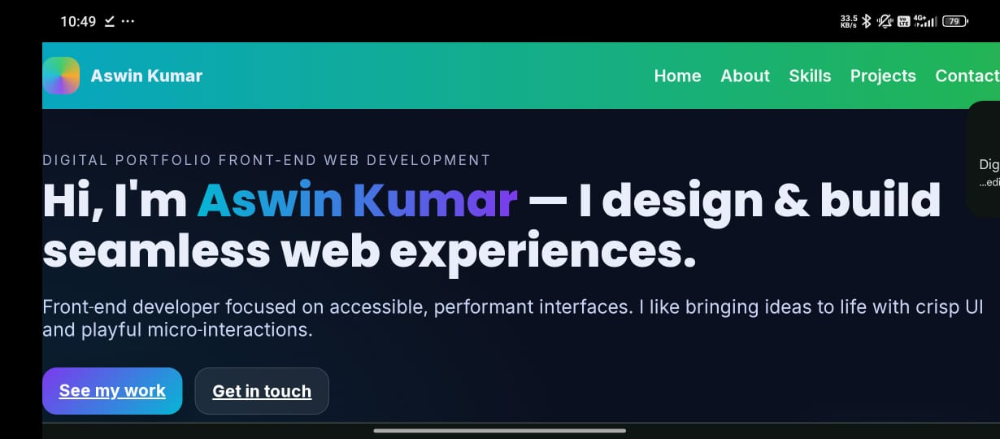 10:49
33.5
KB/s
Vo
LTE
4G+
79
Aswin Kumar
Home About Skills Projects Contact
DIGITAL PORTFOLIO FRONT-END WEB DEVELOPMENT
Hi, I'm Aswin Kumar — I design & build
seamless web experiences.
Dig
...edi
Front-end developer focused on accessible, performant interfaces. I like bringing ideas to life with crisp UI
and playful micro-interactions.
See my work
Get in touch